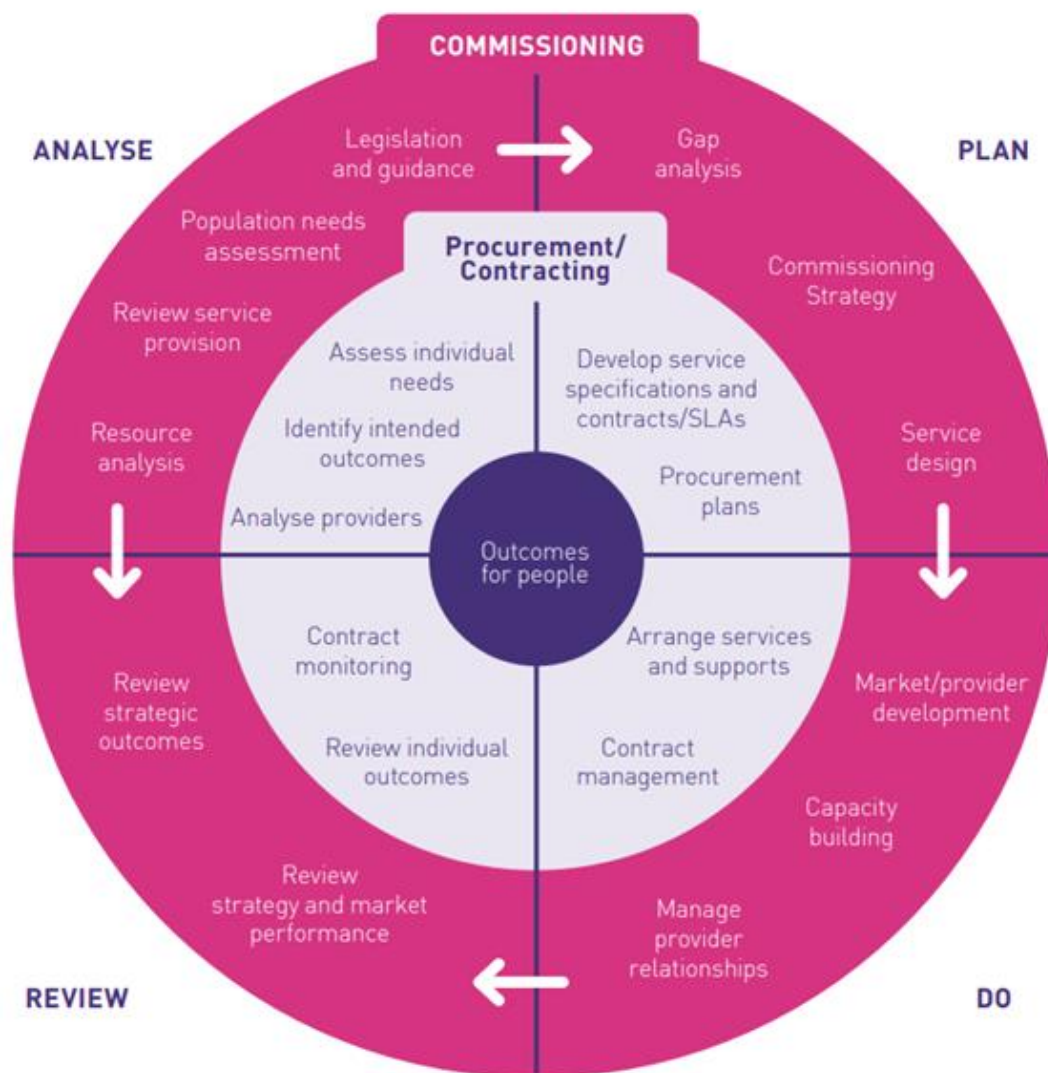 COMMISSIONING
ANALYSE
PLAN
Legislation
and guidance
Gap
analysis
Population needs
assessment
Commissioning
Strategy
Review service
provision
Resource
analysis
Service
design
Procurement/
Contracting
Assess individual
needs
Identify intended
outcomes
Analyse providers
Develop service
specifications and
contracts/SLAs
Procurement
plans
Outcomes
for people
Contract
monitoring
Review individual
outcomes
Arrange services
and supports
Contract
management
Review
strategic
outcomes
Market/provider
development
Capacity
building
Review
strategy and market
performance
Manage
provider
relationships
REVIEW
DO